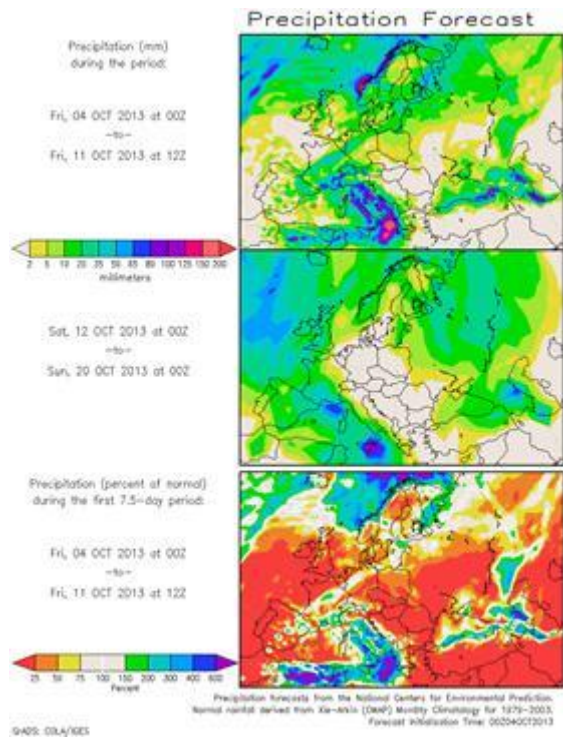 Precipitation Forecast
Precipitation (mm)
during the period:
Fri, 04 OCT 2013 at 00Z
-to-
Fri, 11 OCT 2013 at 12Z
2 5 10 20 35 50 65 80 100 125 150 200
millimeters
Sat, 12 OCT 2013 at 00Z
-to-
Sun, 20 OCT 2013 at 00Z
Precipitation (percent of normal)
during the first 7.5-day period:
Fri, 04 OCT 2013 at 00Z
-to-
Fri, 11 OCT 2013 at 12Z
25 50 75 100 150 200 300 400 600
Percent
Precipitation forecasts from the National Centers for Environmental Prediction.
Normal rainfall derived from Xie-Arkin (CMAP) Monthly Climatology for 1979-2003.
Forecast Initialization Time: 00Z04OCT2013
GrADS: COLA/IGES